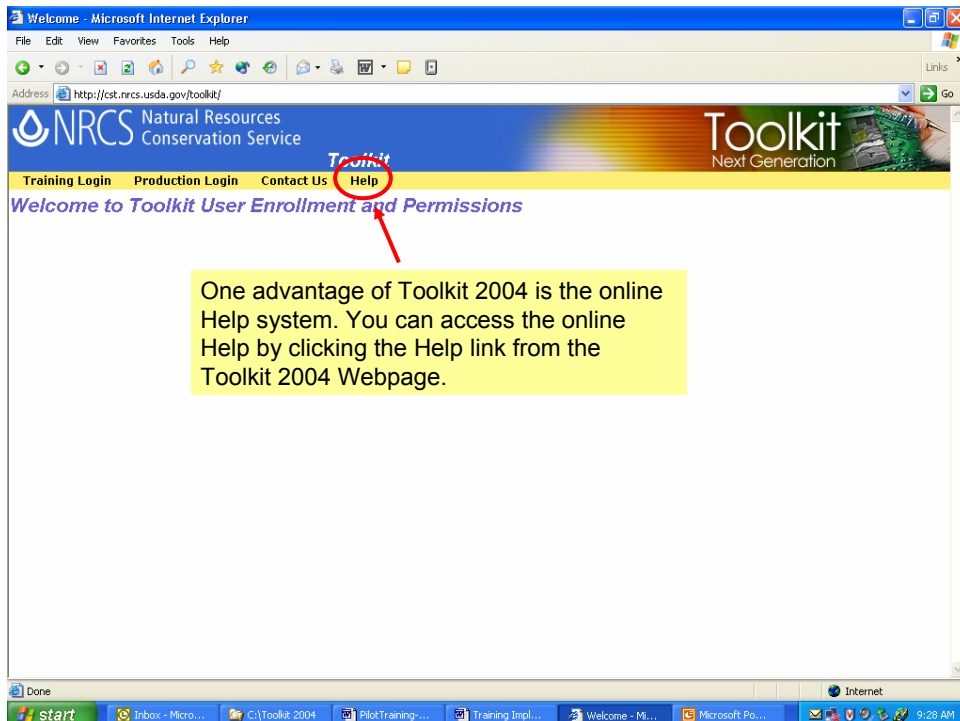 Welcome - Microsoft Internet Explorer
File Edit View Favorites Tools Help
Links
Address http://cst.nrcs.usda.gov/toolkit/ Go
NRCS Natural Resources
Conservation Service
Toolkit
Toolkit
Next Generation
Training Login Production Login Contact Us Help
Welcome to Toolkit User Enrollment and Permissions
One advantage of Toolkit 2004 is the online
Help system. You can access the online
Help by clicking the Help link from the
Toolkit 2004 Webpage.
Done Internet
start Inbox - Micro... C:\Toolkit 2004 PilotTraining-... Training Impl... Welcome - Mi... Microsoft Po... 9:28 AM